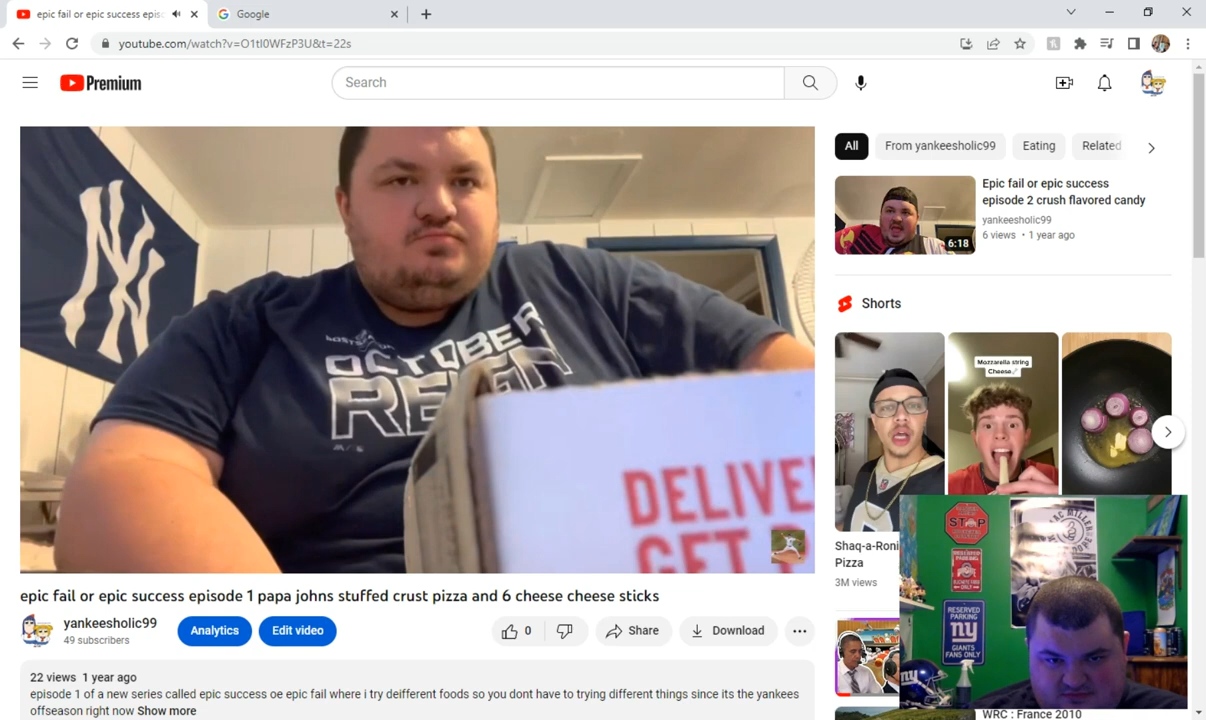 epic fail or epic success episo
Google
youtube.com/watch?v=O1tl0WFzP3U&t=22s
Premium
Search
All
From yankeesholic99
Eating
Related
Epic fail or epic success
episode 2 crush flavored candy
yankeesholic99
6 views • 1 year ago
6:18
Shorts
NY
OCTOBER
DELIVE
GET
Mozzarella string
Cheese
Shaq-a-Roni
Pizza
3M views
STOP
MAC MILLER
RESERVED
PARKING
ny
GIANTS
FANS ONLY
WRC : France 2010
epic fail or epic success episode 1 papa johns stuffed crust pizza and 6 cheese cheese sticks
yankeesholic99
49 subscribers
Analytics
Edit video
0
Share
Download
22 views 1 year ago
episode 1 of a new series called epic success oe epic fail where i try deifferent foods so you dont have to trying different things since its the yankees
offseason right now Show more